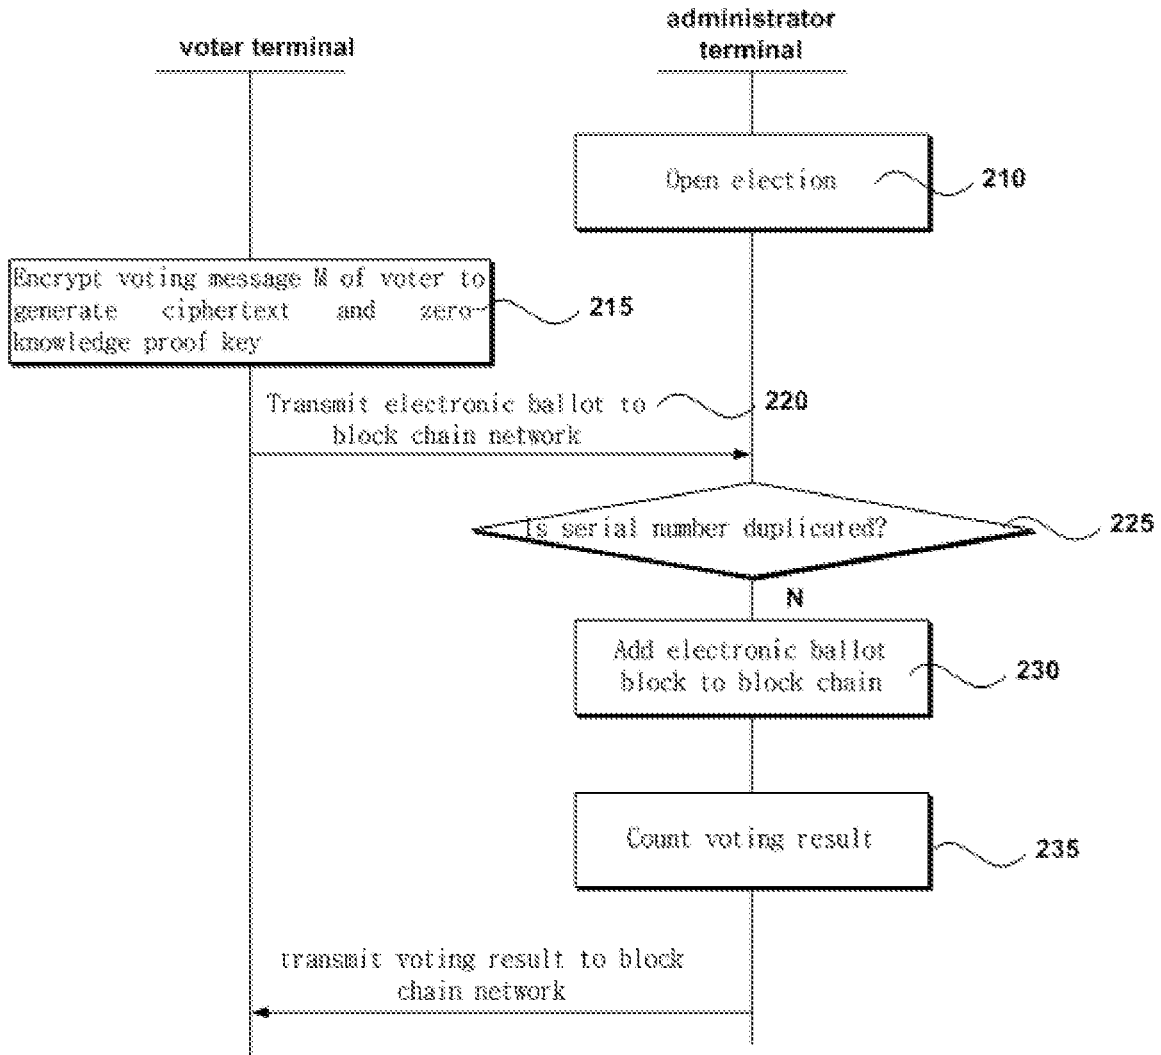 voter terminal
administrator
terminal
Open election
210
Encrypt voting message M of voter to
generate ciphertext and zero-
knowledge proof key
215
Transmit electronic ballot to
block chain network
220
Is serial number duplicated?
225
N
Add electronic ballot
block to block chain
230
Count voting result
235
transmit voting result to block
chain network